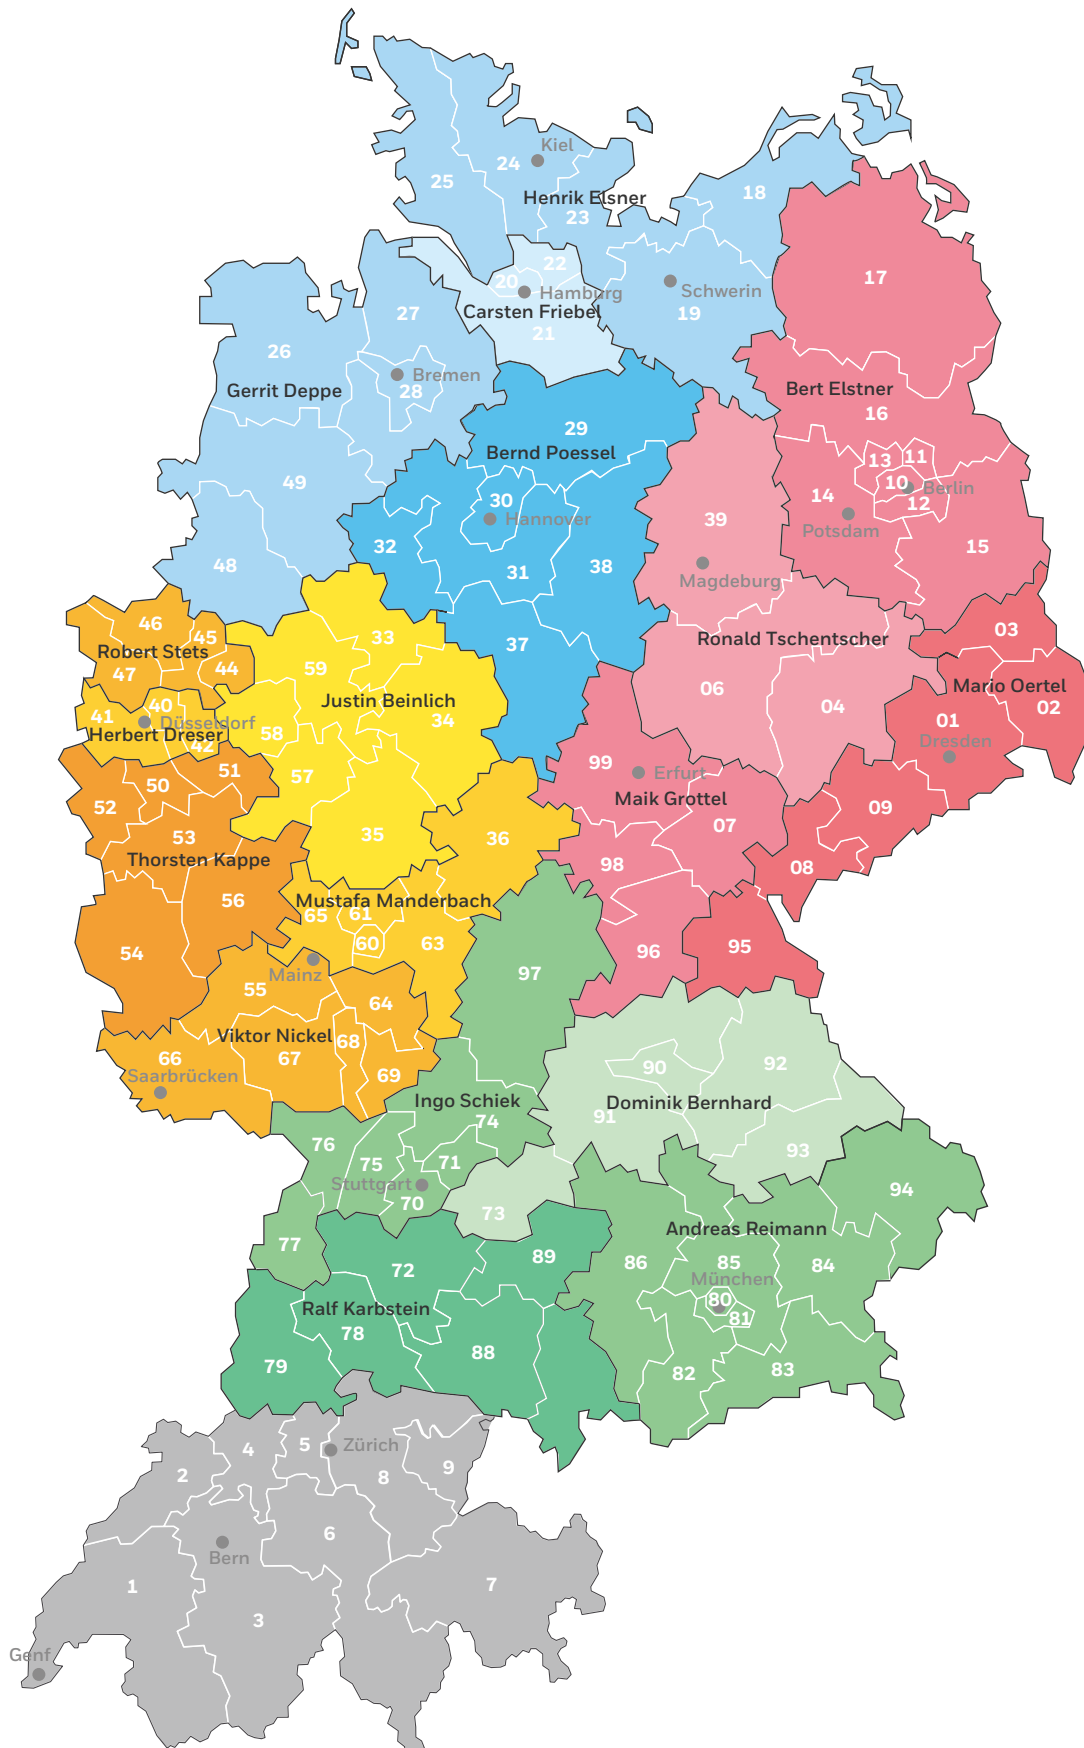 Kiel
24
25
18
Henrik Elsner
23
22
17
20
Hamburg
Schwerin
27
Carsten Friebel
19
21
26
Bremen
Gerrit Deppe
28
Bert Elstner
16
29
Bernd Poessel
13
11
49
10
Berlin
30
14
12
39
Hannover
Potsdam
32
15
48
31
38
Magdeburg
46
03
45
33
37
Ronald Tschentscher
Robert Stets
44
59
47
Mario Oertel
06
Justin Beinlich
40
04
02
41
Düsseldorf
34
01
Herbert Dreser
58
42
Dresden
99
51
Erfurt
57
50
Maik Grottel
52
09
07
53
35
36
Thorsten Kappe
98
08
56
Mustafa Manderbach
65
61
60
63
95
54
96
Mainz
97
55
64
Viktor Nickel
68
66
67
92
90
Saarbrücken
69
Ingo Schiek
Dominik Bernhard
74
91
76
93
75
71
Stuttgart
94
70
73
Andreas Reimann
77
89
86
85
84
72
München
80
Ralf Karbstein
81
78
88
79
82
83
5
Zürich
4
9
2
8
6
Bern
1
7
3
Genf